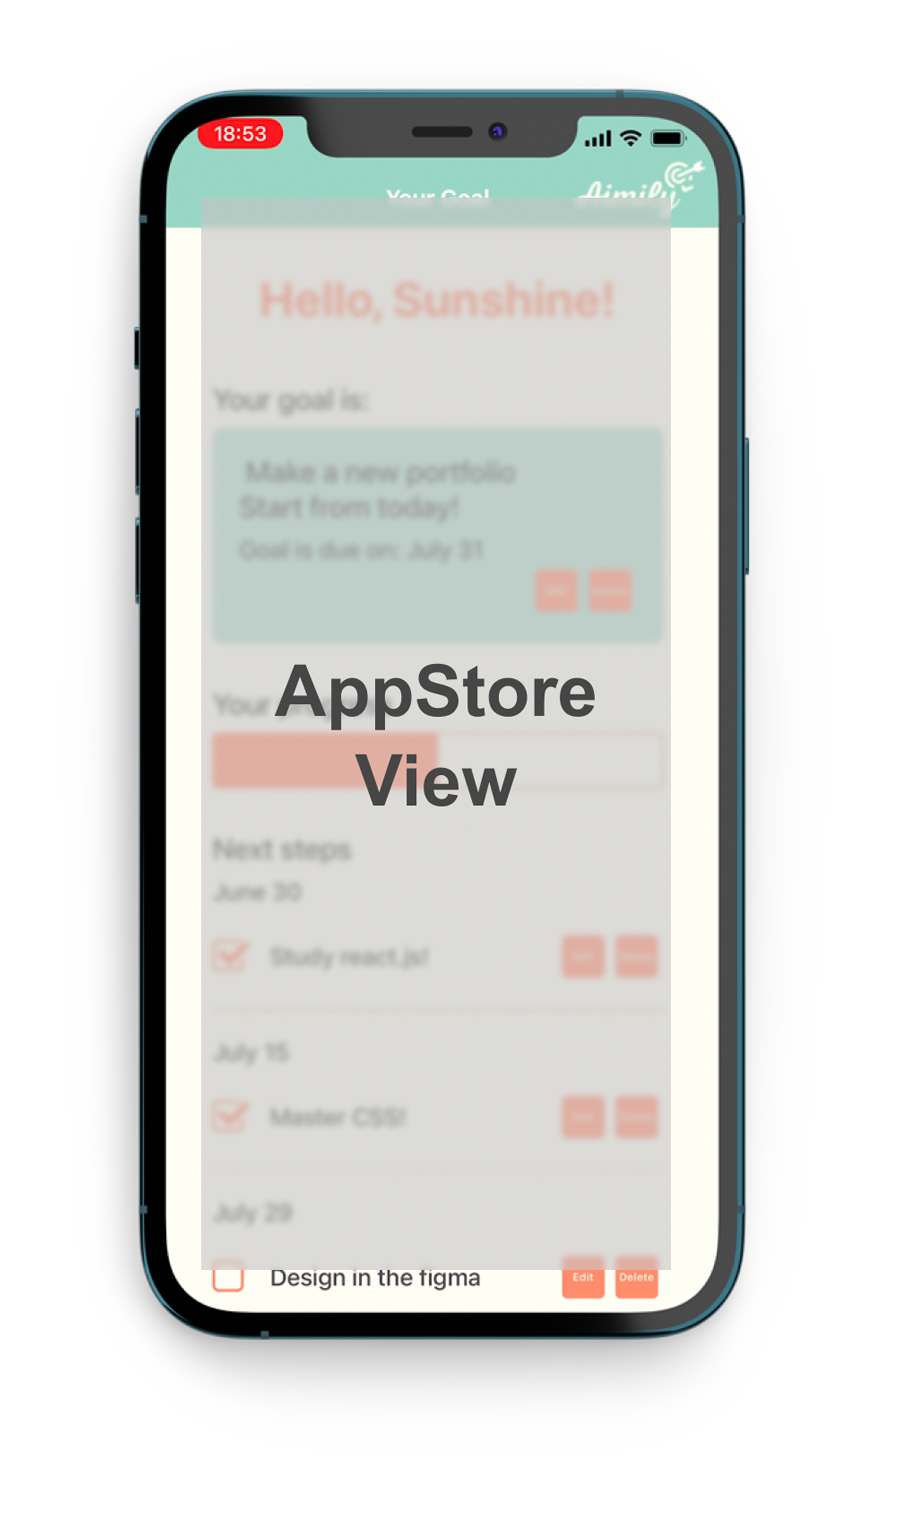 18:53
Your Goal
Aimily
Hello, Sunshine!
Your goal is:
Make a new portfolio
Start from today!
Goal is due on: July 31
Your
AppStore
View
Next steps
June 30
Study react.js!
July 15
Master CSS!
July 29
Design in the figma
Edit
Delete